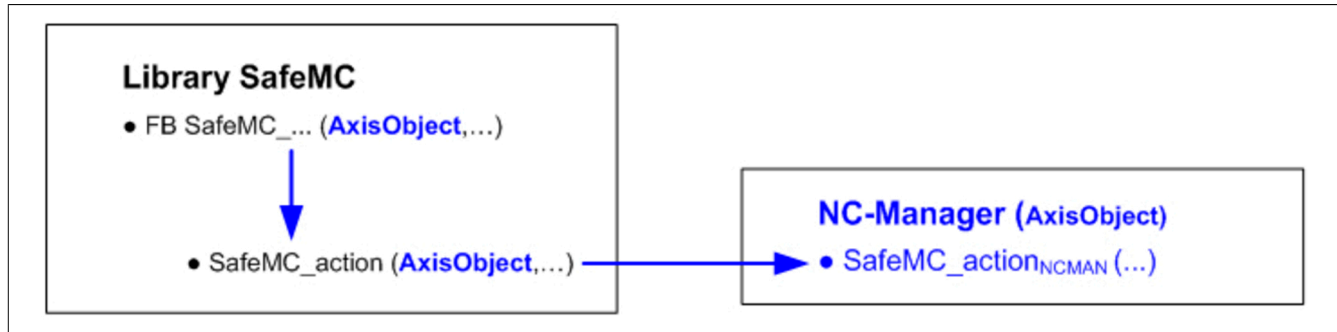 Library SafeMC
● FB SafeMC_... (AxisObject,...)
● SafeMC_action (AxisObject,...)
NC-Manager (AxisObject)
● SafeMC_actionNCMAN (...)